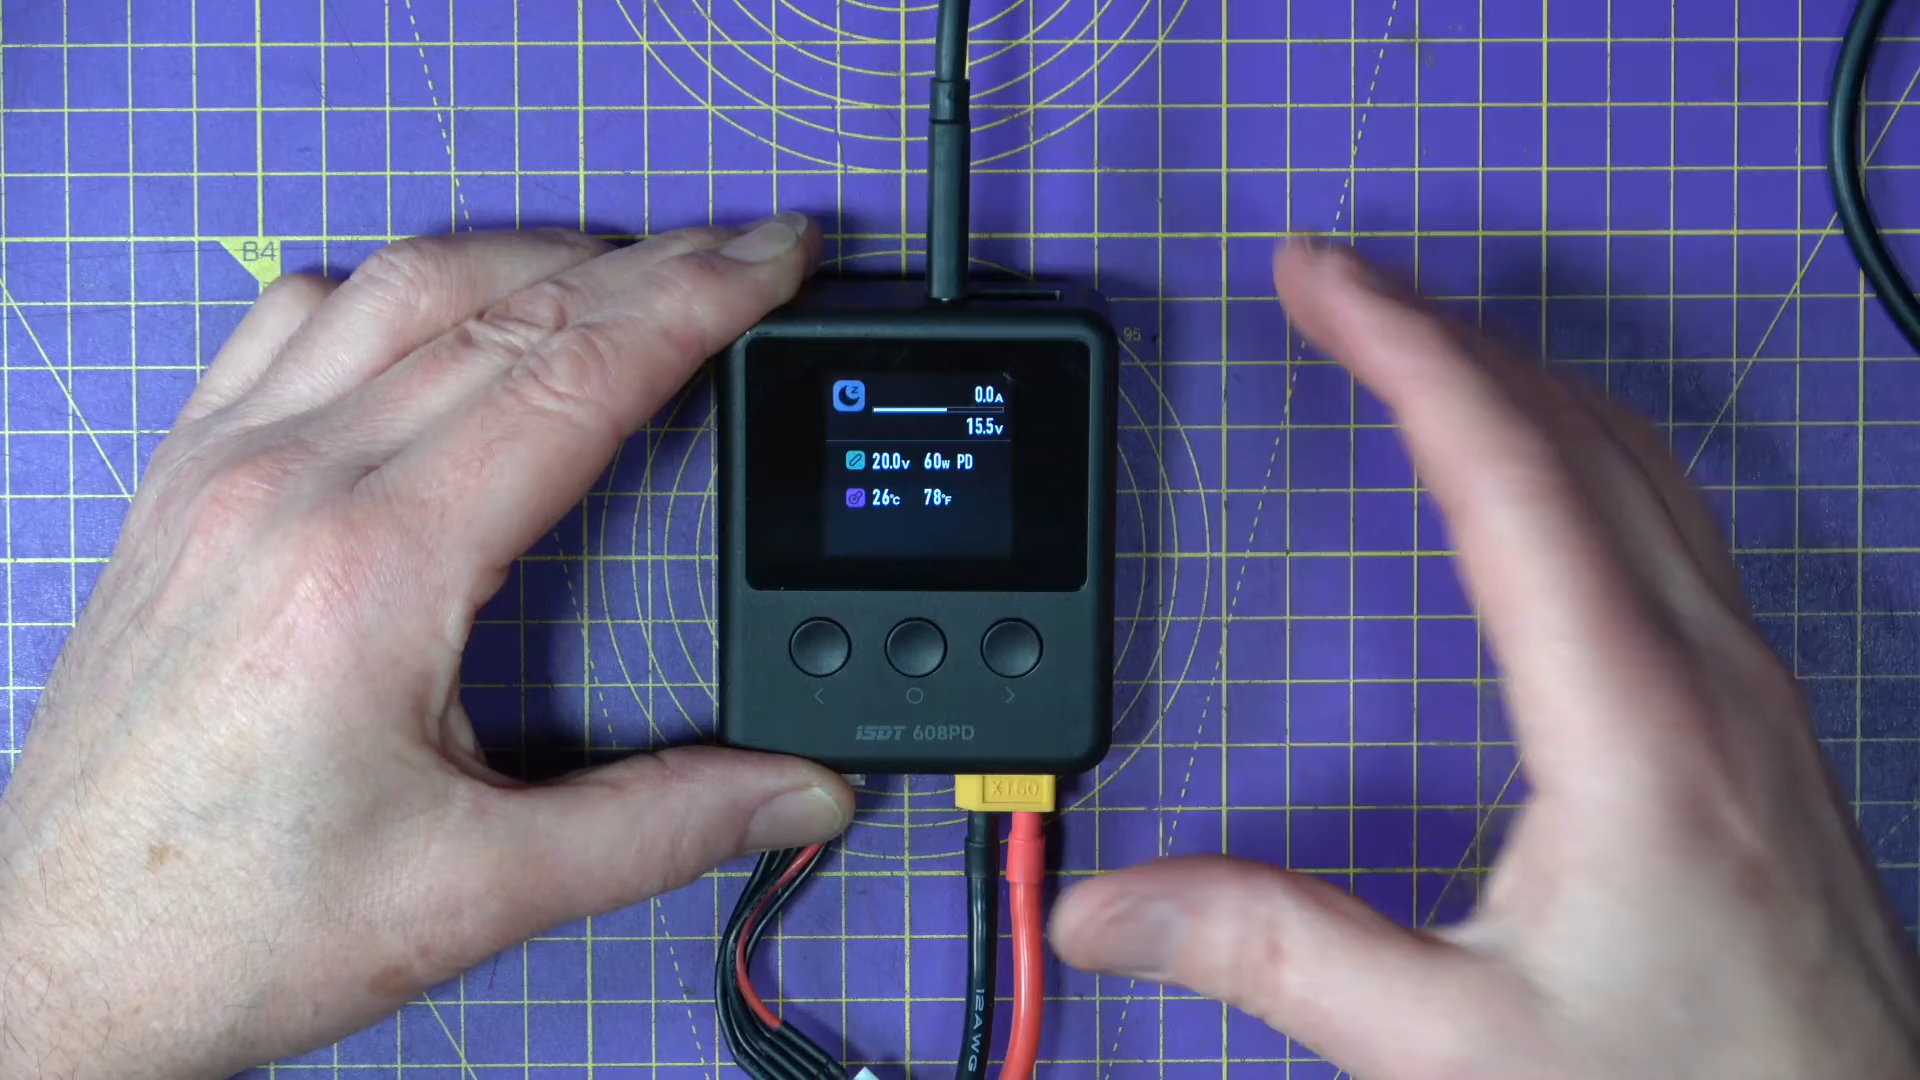 B4
95
0.0A
15.5V
20.0V 60W PD
26°C 78°F
< O >
iSDT 608PD
XT60
12AWG